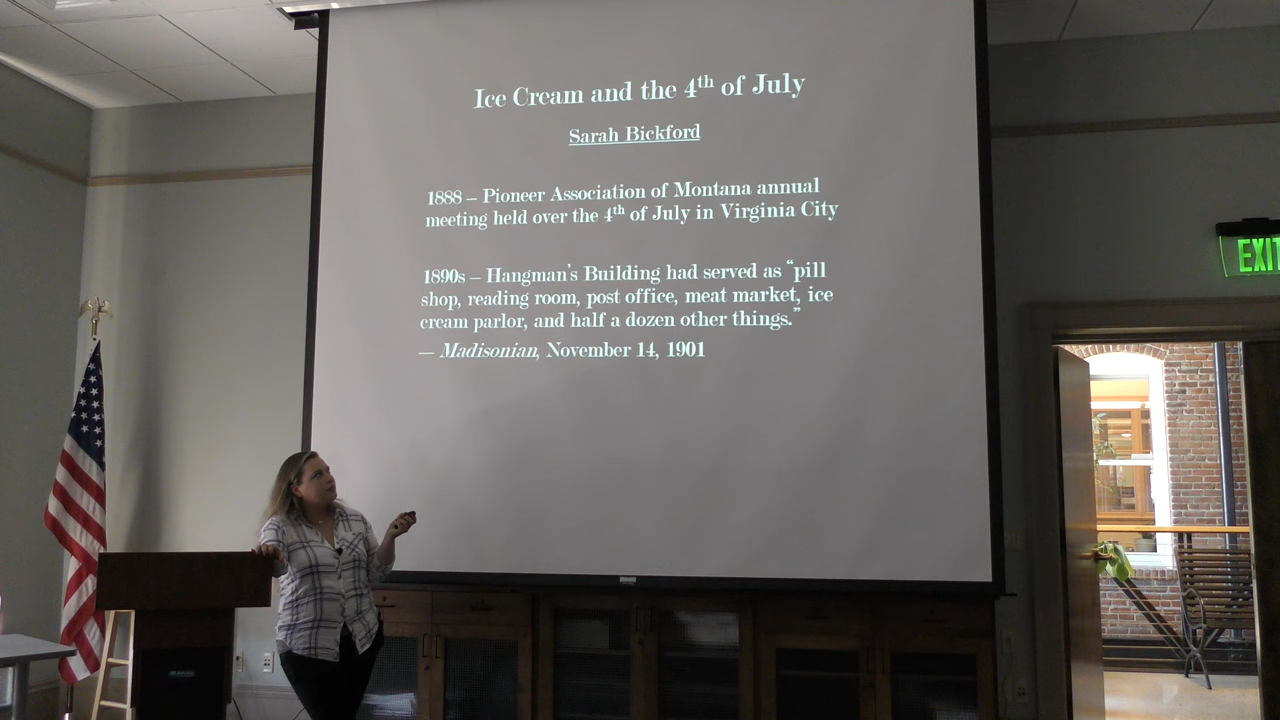 Ice Cream and the 4th of July
Sarah Bickford
1888 – Pioneer Association of Montana annual
meeting held over the 4th of July in Virginia City
1890s – Hangman's Building had served as “pill
shop, reading room, post office, meat market, ice
cream parlor, and half a dozen other things.”
— Madisonian, November 14, 1901
EXIT